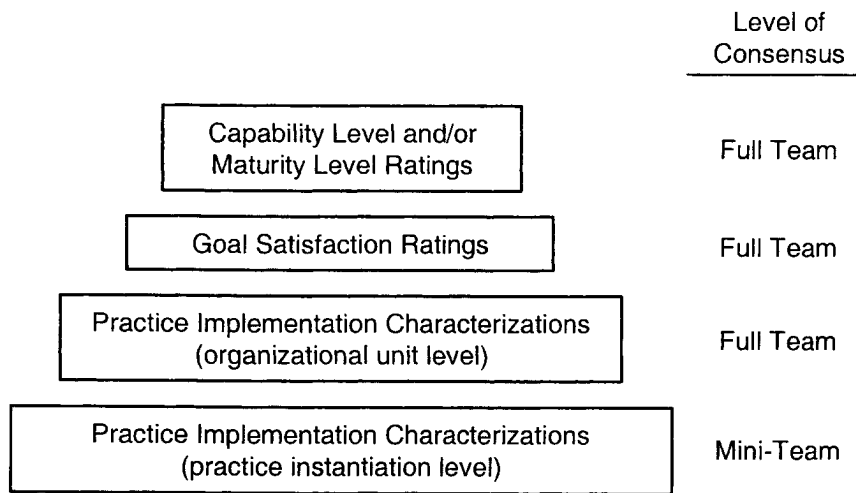 Level of
Consensus
Capability Level and/or
Maturity Level Ratings
Full Team
Goal Satisfaction Ratings
Full Team
Practice Implementation Characterizations
(organizational unit level)
Full Team
Practice Implementation Characterizations
(practice instantiation level)
Mini-Team